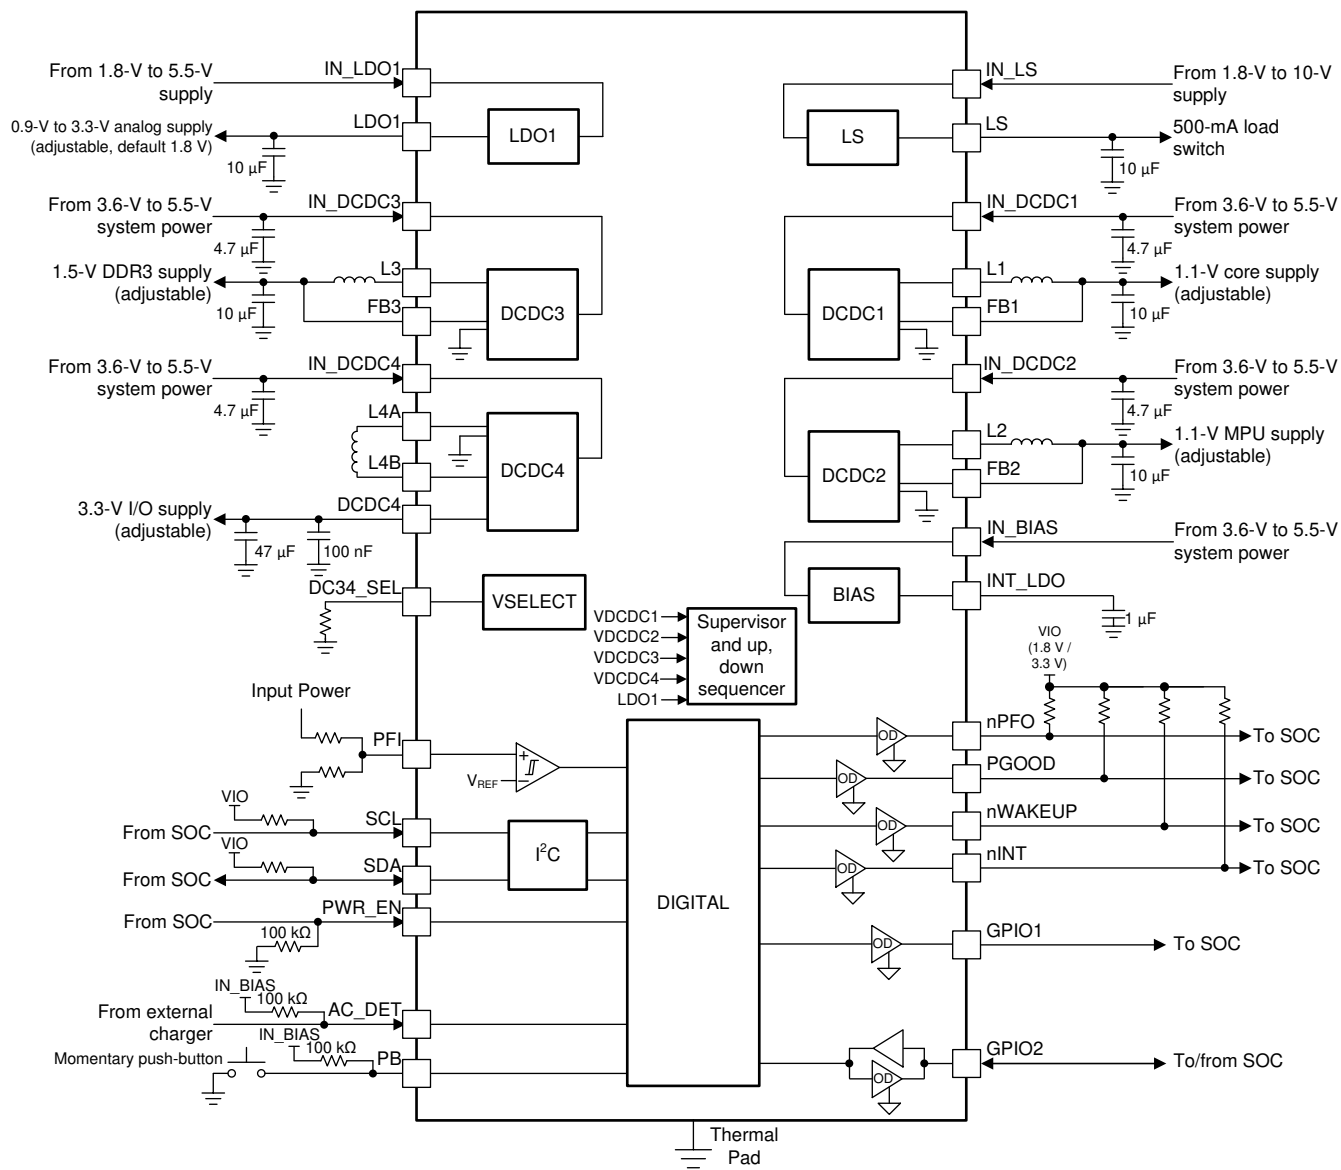 IN_LDO1
From 1.8-V to 5.5-V
supply
LDO1
0.9-V to 3.3-V analog supply
(adjustable, default 1.8 V)
10 µF
LDO1
IN_DCDC3
From 3.6-V to 5.5-V
system power
4.7 µF
1.5-V DDR3 supply
(adjustable)
L3
10 µF
FB3
DCDC3
IN_DCDC4
From 3.6-V to 5.5-V
system power
4.7 µF
L4A
L4B
DCDC4
DCDC4
3.3-V I/O supply
(adjustable)
47 µF
100 nF
DC34_SEL
VSELECT
IN_LS
From 1.8-V to 10-V
supply
LS
LS
500-mA load
switch
10 µF
IN_DCDC1
From 3.6-V to 5.5-V
system power
4.7 µF
L1
1.1-V core supply
(adjustable)
FB1
10 µF
DCDC1
IN_DCDC2
From 3.6-V to 5.5-V
system power
4.7 µF
L2
1.1-V MPU supply
(adjustable)
FB2
10 µF
DCDC2
IN_BIAS
From 3.6-V to 5.5-V
system power
INT_LDO
BIAS
1 µF
VDCDC1
VDCDC2
VDCDC3
VDCDC4
LDO1
Supervisor
and up,
down
sequencer
VIO
(1.8 V /
3.3 V)
Input Power
PFI
+
−
VREF
VIO
SCL
From SOC
VIO
SDA
From SOC
I2C
PWR_EN
From SOC
100 kΩ
IN_BIAS
100 kΩ
AC_DET
From external
charger
IN_BIAS
100 kΩ
Momentary push-button
PB
DIGITAL
OD
nPFO
To SOC
OD
PGOOD
To SOC
OD
nWAKEUP
To SOC
OD
nINT
To SOC
OD
GPIO1
To SOC
OD
GPIO2
To/from SOC
Thermal
Pad